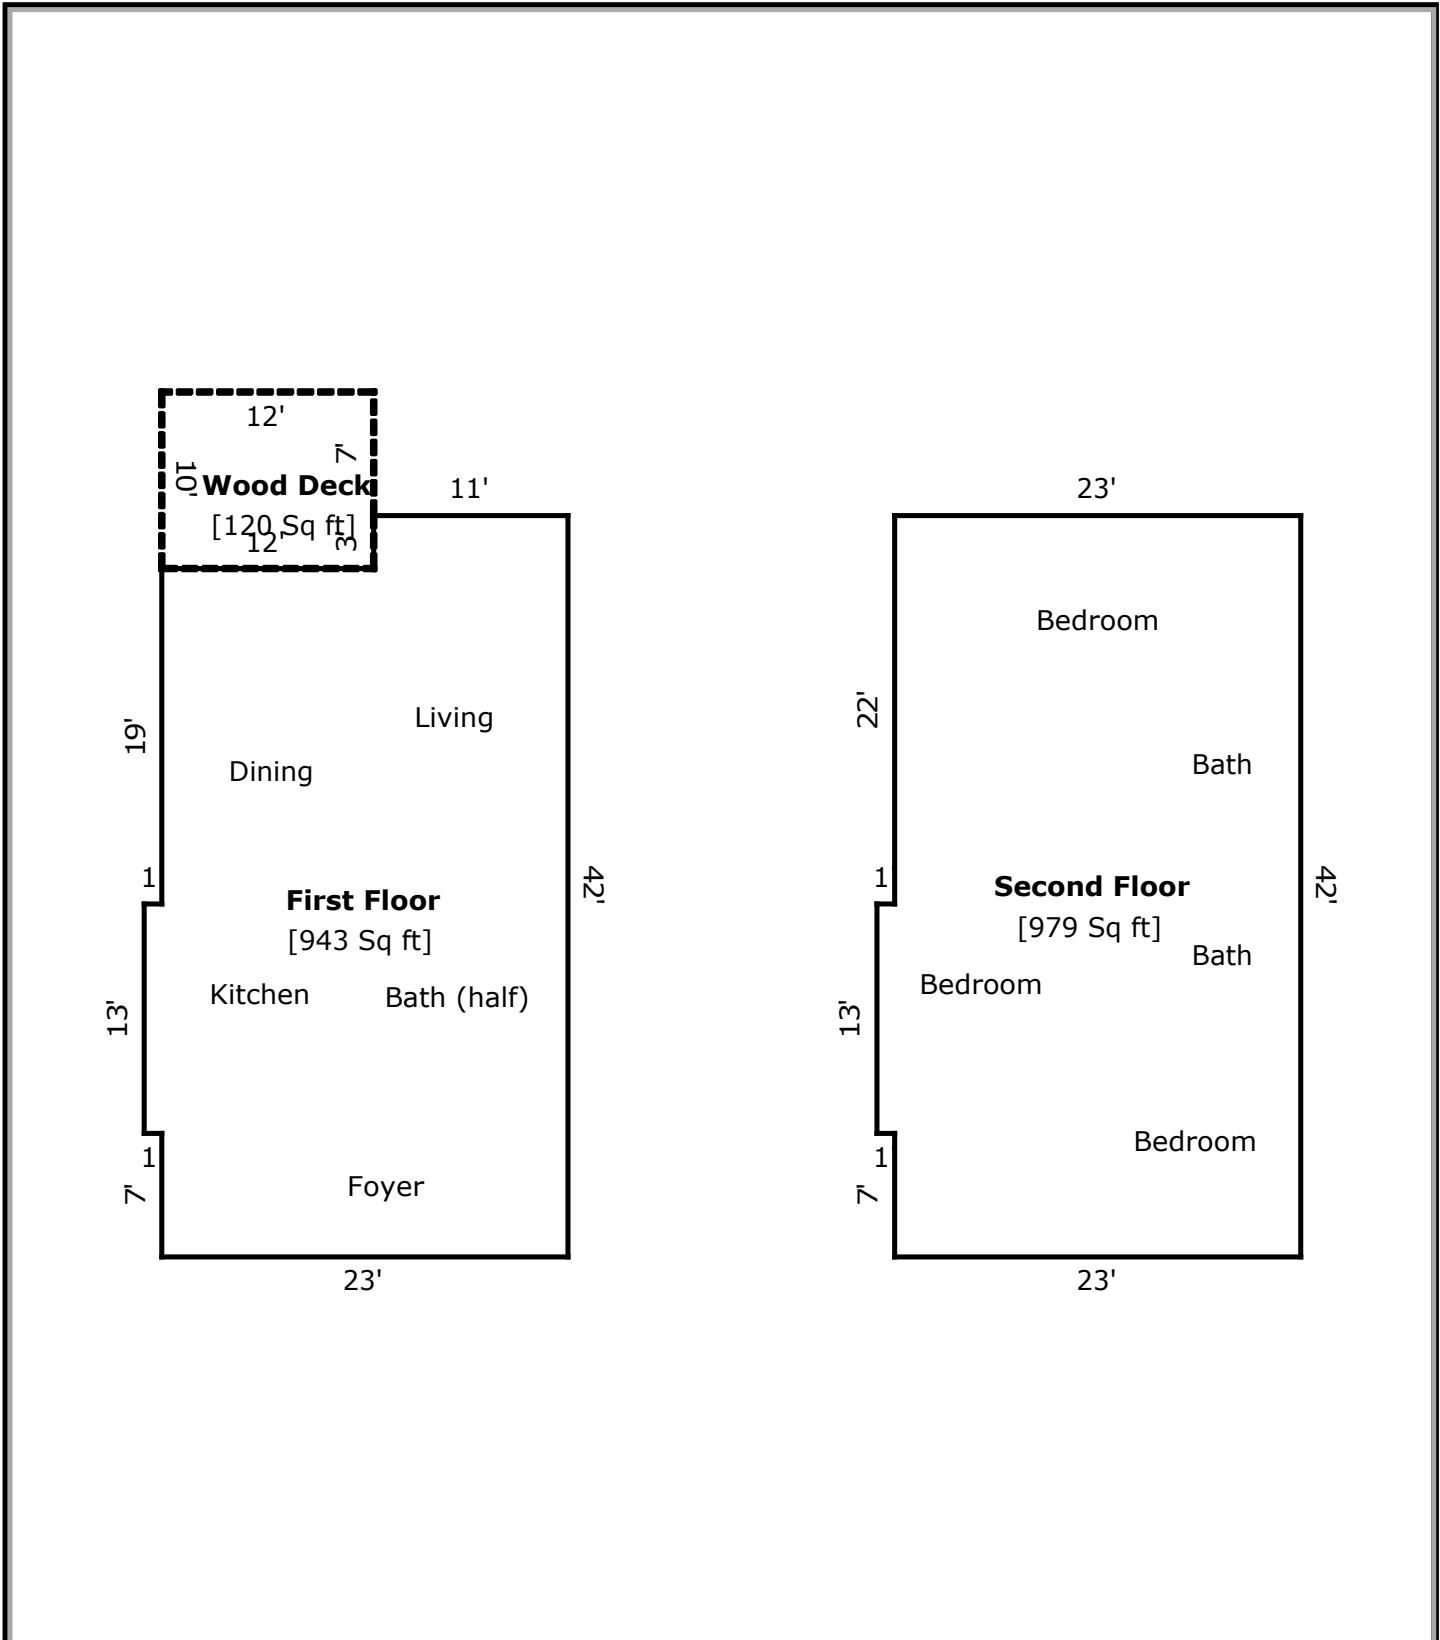 12'
7'
10'
Wood Deck
[120 Sq ft]
12'
3'
11'
19'
Living
Dining
1
First Floor
[943 Sq ft]
42'
Kitchen
Bath (half)
13'
1
7'
Foyer
23'
23'
Bedroom
22'
Bath
1
Second Floor
[979 Sq ft]
42'
Bath
Bedroom
13'
Bedroom
1
7'
23'